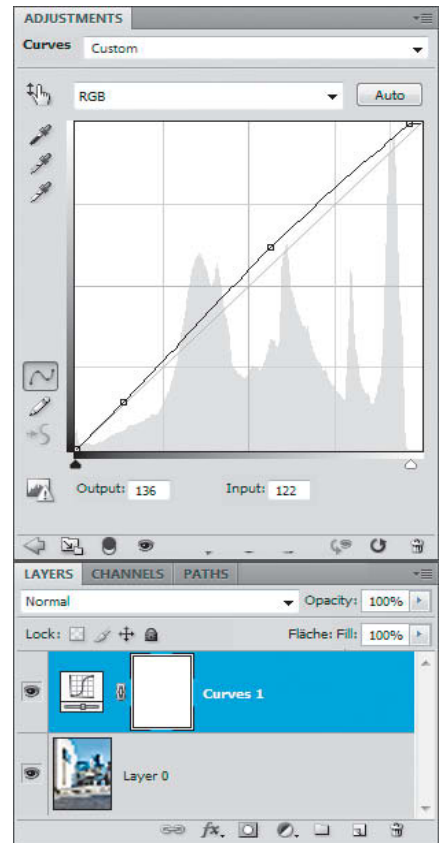 ADJUSTMENTS
Curves Custom
RGB Auto
Output: 136 Input: 122
LAYERS CHANNELS PATHS
Normal Opacity: 100%
Lock: Fläche: Fill: 100%
Curves 1
Layer 0
fx.